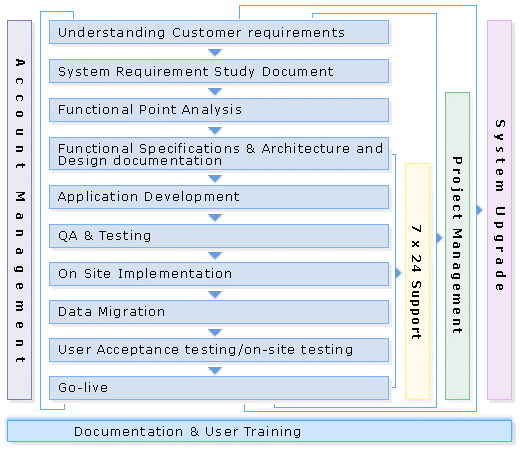 Account Management
Understanding Customer requirements
System Requirement Study Document
Functional Point Analysis
Functional Specifications & Architecture and
Design documentation
Application Development
QA & Testing
On Site Implementation
Data Migration
User Acceptance testing/on-site testing
Go-live
7 x 24 Support
Project Management
System Upgrade
Documentation & User Training